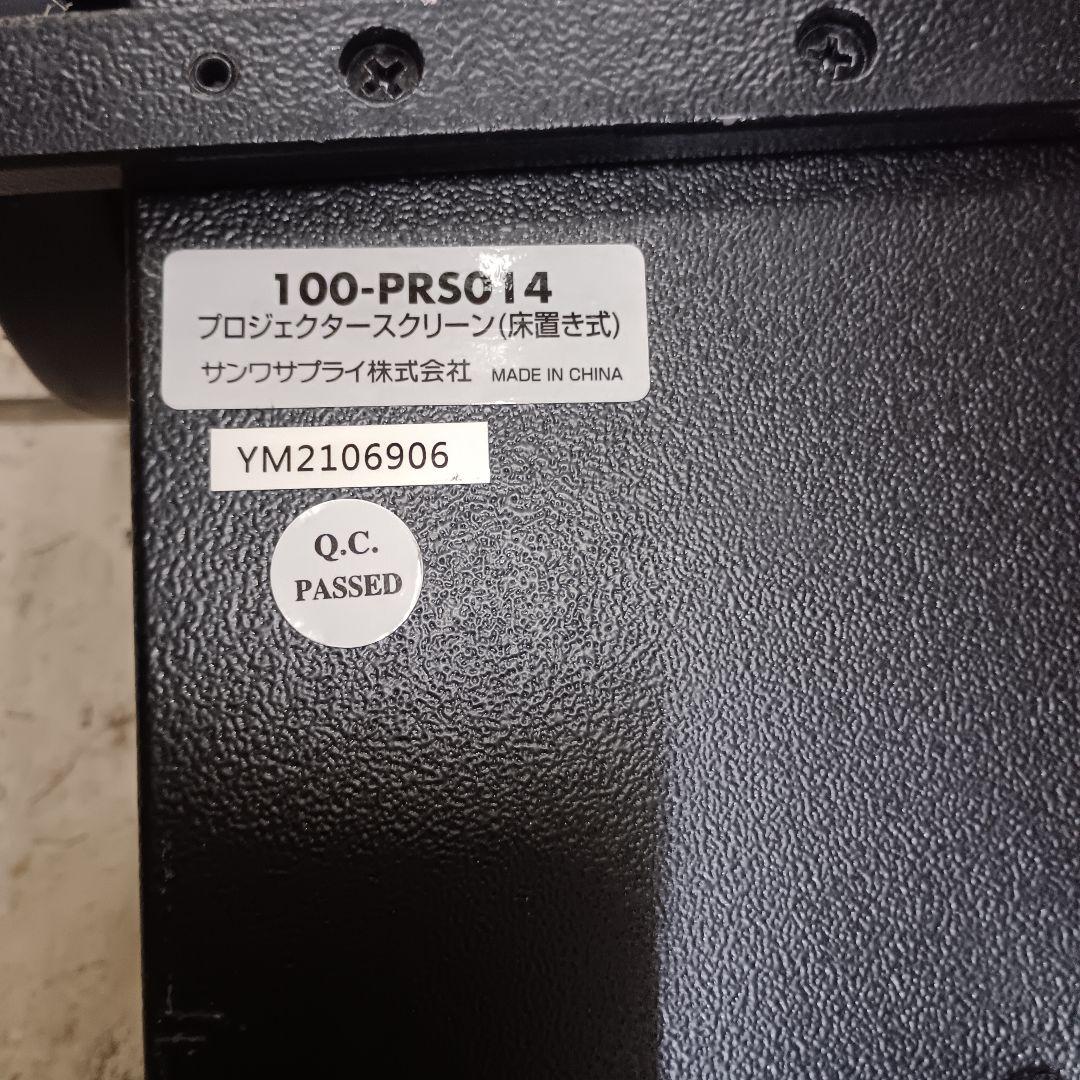 100-PRS014
プロジェクタースクリーン(床置き式)
サンワサプライ株式会社 MADE IN CHINA
YM2106906
Q.C.
PASSED